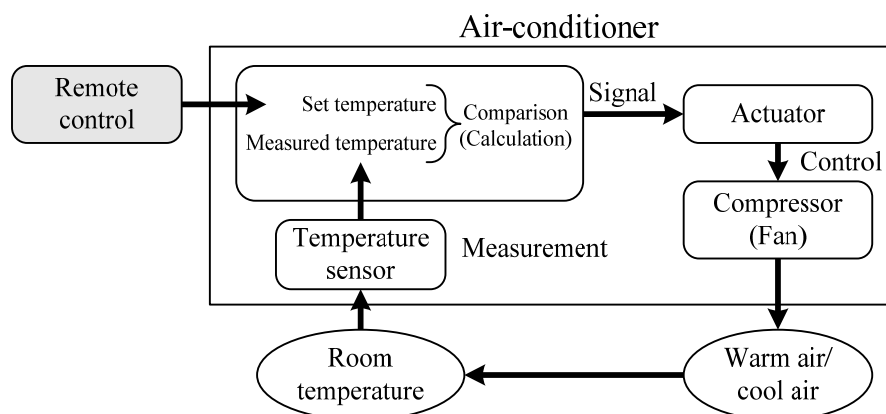 Air-conditioner
Remote
control
Set temperature
Measured temperature
Comparison
(Calculation)
Signal
Actuator
Control
Compressor
(Fan)
Temperature
sensor
Measurement
Room
temperature
Warm air/
cool air